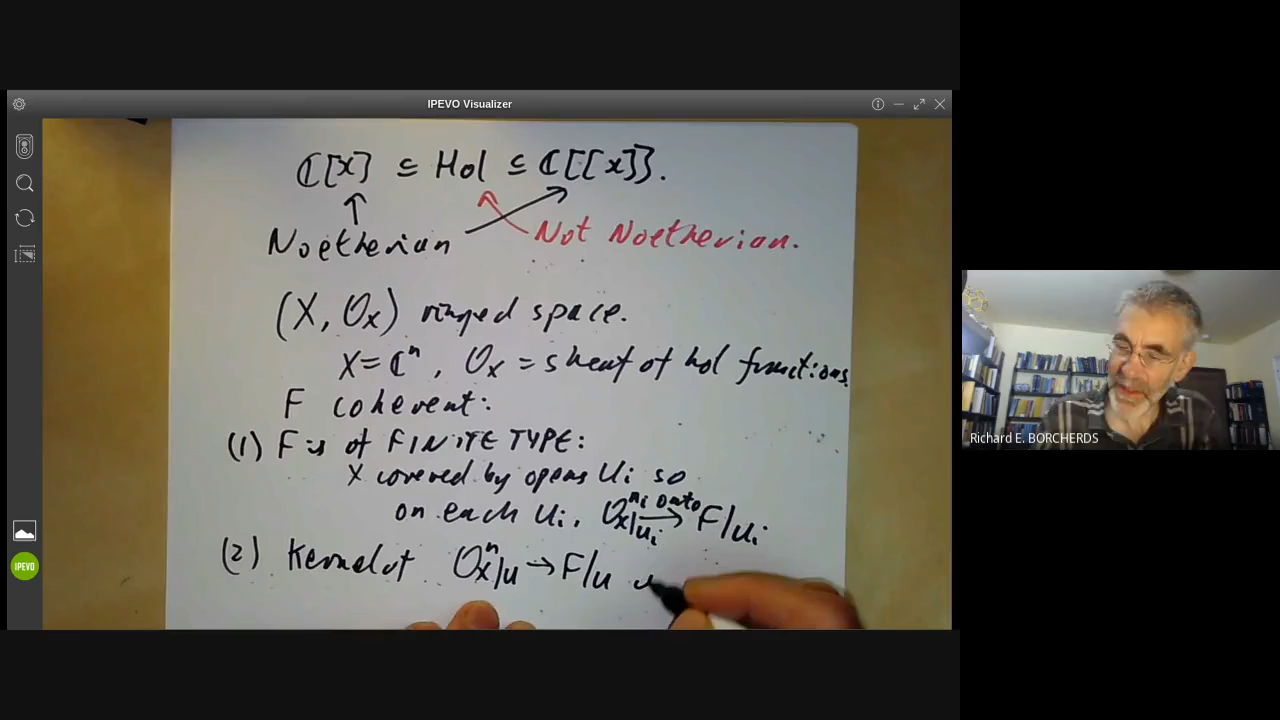 IPEVO Visualizer
ℂ[x] ⊆ Hol ⊆ ℂ[[x]].
Noetherian Not Noetherian.
(X, O_X) ringed space.
X = ℂ^n, O_X = sheaf of hol functions.
F coherent:
(1) F is of FINITE TYPE:
X covered by opens U_i so
on each U_i, O_X^{n_i}|_{U_i} onto → F|_{U_i}
(2) Kernel of O_X^n|_U → F|_U
Richard E. BORCHERDS
IPEVO